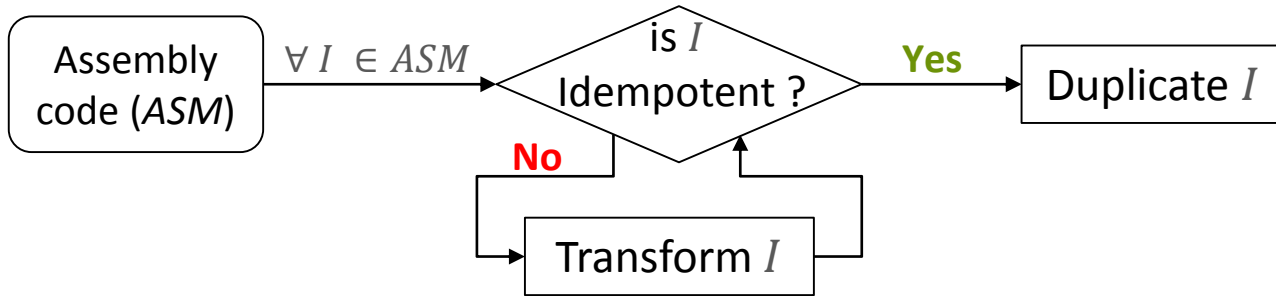 Assembly
code (ASM)
∀ I ∈ ASM
is I
Idempotent ?
Yes
Duplicate I
No
Transform I